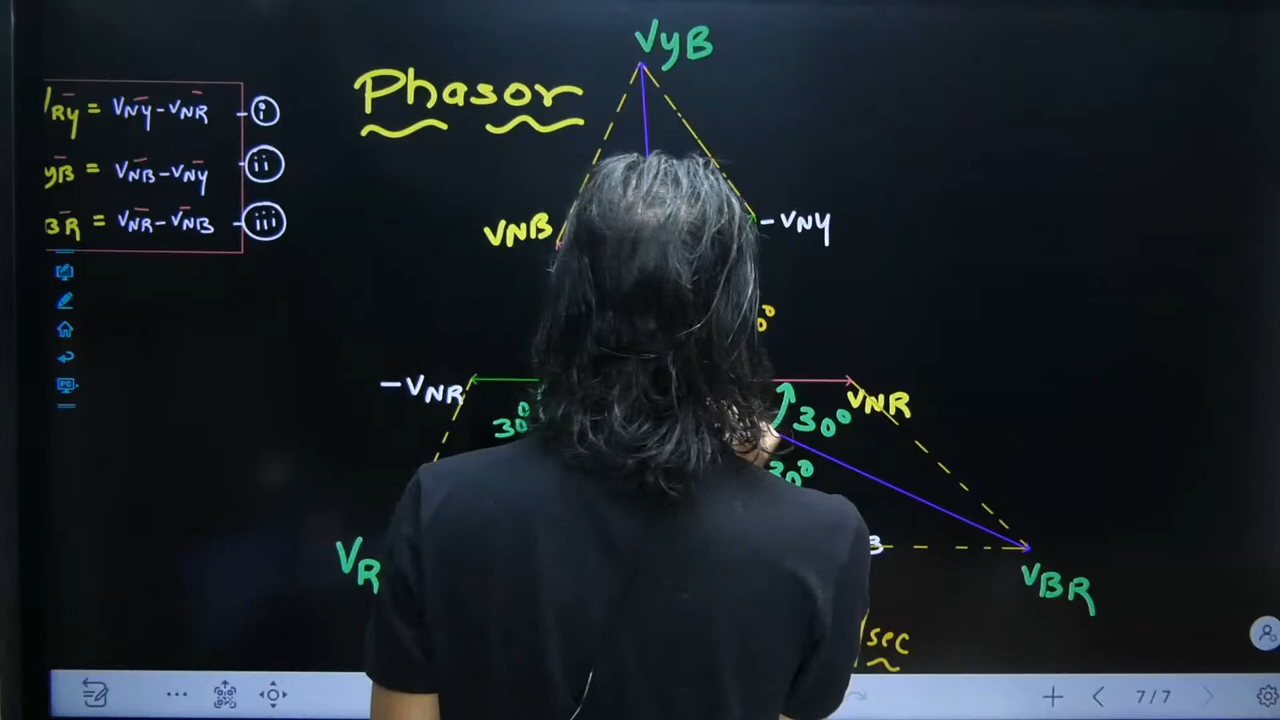 VYB
Phasor
RY = VNY - VNR (i)
YB = VNB - VNY (ii)
BR = VNR - VNB (iii)
VNB
-VNY
-VNR
VNR
30°
30°
30°
VR
VBR
/sec
7/7